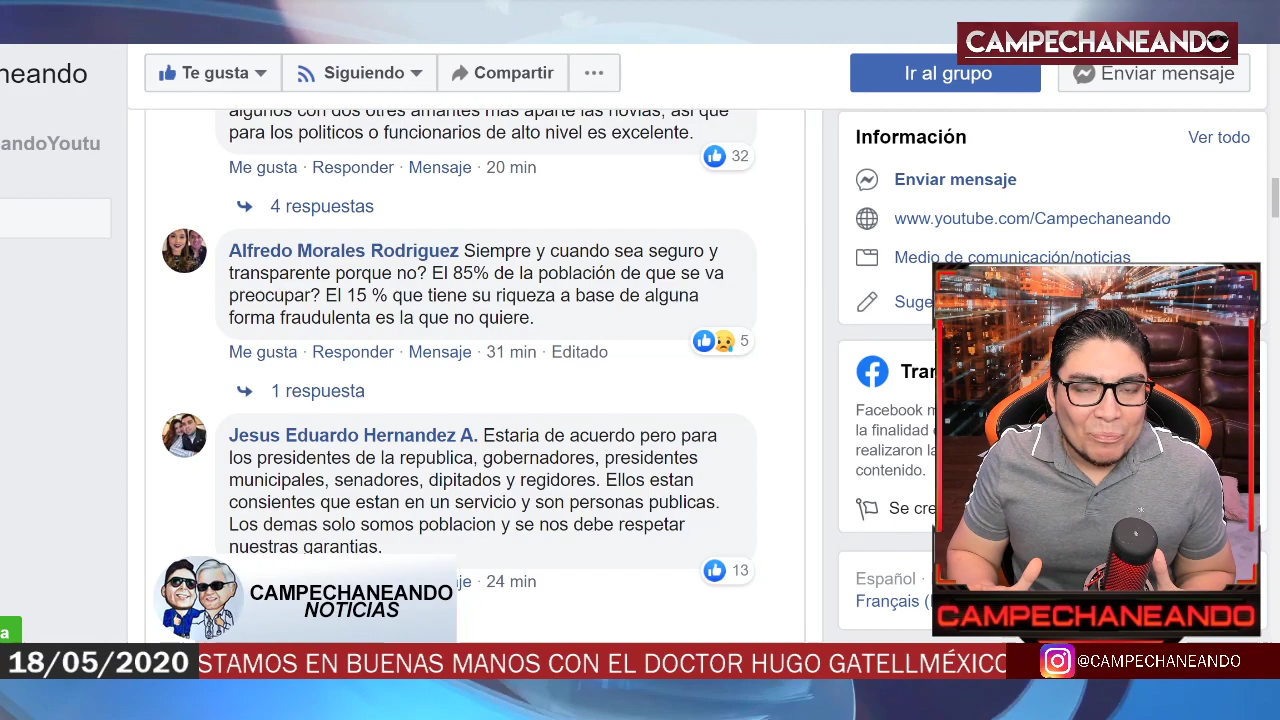 CAMPECHANEANDO
neando
Te gusta
Siguiendo
Compartir
Ir al grupo
Enviar mensaje
andoYoutu
algunos con dos otres amantes mas aparte las novias, asi que
para los politicos o funcionarios de alto nivel es excelente.
32
Me gusta · Responder · Mensaje · 20 min
4 respuestas
Alfredo Morales Rodriguez Siempre y cuando sea seguro y
transparente porque no? El 85% de la población de que se va
preocupar? El 15 % que tiene su riqueza a base de alguna
forma fraudulenta es la que no quiere.
5
Me gusta · Responder · Mensaje · 31 min · Editado
1 respuesta
Jesus Eduardo Hernandez A. Estaria de acuerdo pero para
los presidentes de la republica, gobernadores, presidentes
municipales, senadores, dipitados y regidores. Ellos estan
consientes que estan en un servicio y son personas publicas.
Los demas solo somos poblacion y se nos debe respetar
nuestras garantias.
13
je · 24 min
Información
Ver todo
Enviar mensaje
www.youtube.com/Campechaneando
Medio de comunicación/noticias
Suge
Tran
Facebook m
la finalidad
realizaron la
contenido.
Se cre
Español ·
Français (
CAMPECHANEANDO
NOTICIAS
CAMPECHANEANDO
a
18/05/2020
STAMOS EN BUENAS MANOS CON EL DOCTOR HUGO GATELLMÉXICO
@CAMPECHANEANDO